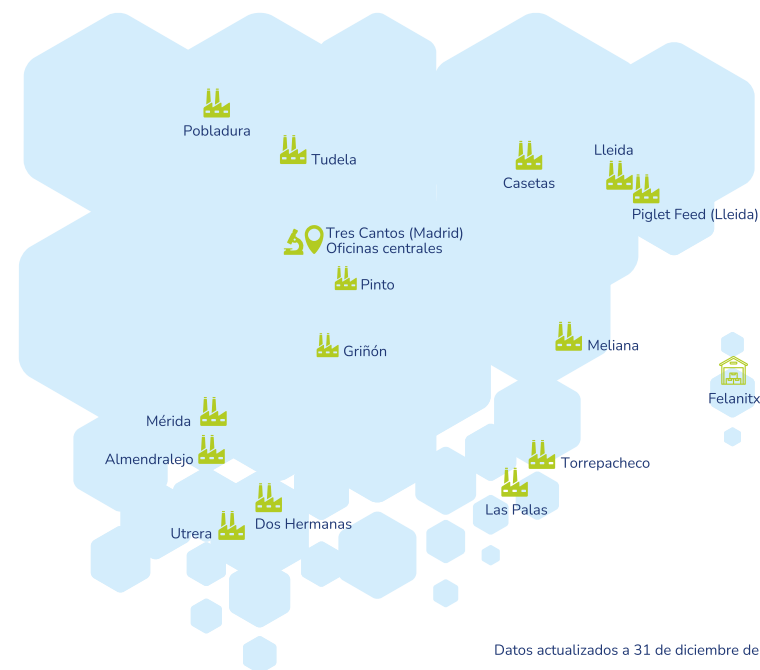 Pobladura
Tudela
Lleida
Casetas
Piglet Feed (Lleida)
Tres Cantos (Madrid)
Oficinas centrales
Pinto
Griñón
Meliana
Felanitx
Mérida
Almendralejo
Torrepacheco
Las Palas
Dos Hermanas
Utrera
Datos actualizados a 31 de diciembre de